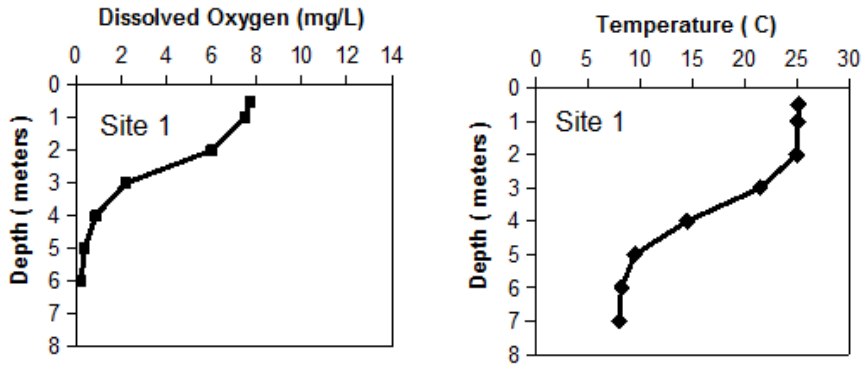 Dissolved Oxygen (mg/L)
0 2 4 6 8 10 12 14
0
1
2
3
4
5
6
7
8
Depth ( meters )
Site 1
Temperature ( C)
0 5 10 15 20 25 30
0
1
2
3
4
5
6
7
8
Depth ( meters )
Site 1